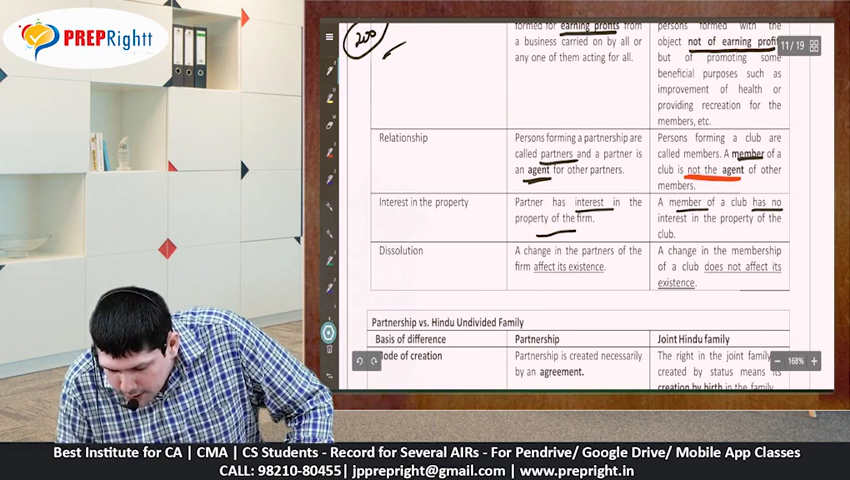 PREPRightt
200
formed for earning profits from
a business carried on by all or
any one of them acting for all.
persons formed with the
object not of earning profit
but of promoting some
beneficial purposes such as
improvement of health or
providing recreation for the
members, etc.
11/19
Relationship
Persons forming a partnership are
called partners and a partner is
an agent for other partners.
Persons forming a club are
called members. A member of a
club is not the agent of other
members.
Interest in the property
Partner has interest in the
property of the firm.
A member of a club has no
interest in the property of the
club.
Dissolution
A change in the partners of the
firm affect its existence.
A change in the membership
of a club does not affect its
existence.
Partnership vs. Hindu Undivided Family
Basis of difference
Partnership
Joint Hindu family
Mode of creation
Partnership is created necessarily
by an agreement.
The right in the joint family
created by status means its
creation by birth in the family
168%
Best Institute for CA | CMA | CS Students - Record for Several AIRs - For Pendrive/ Google Drive/ Mobile App Classes
CALL: 98210-80455| jpprepright@gmail.com | www.prepright.in